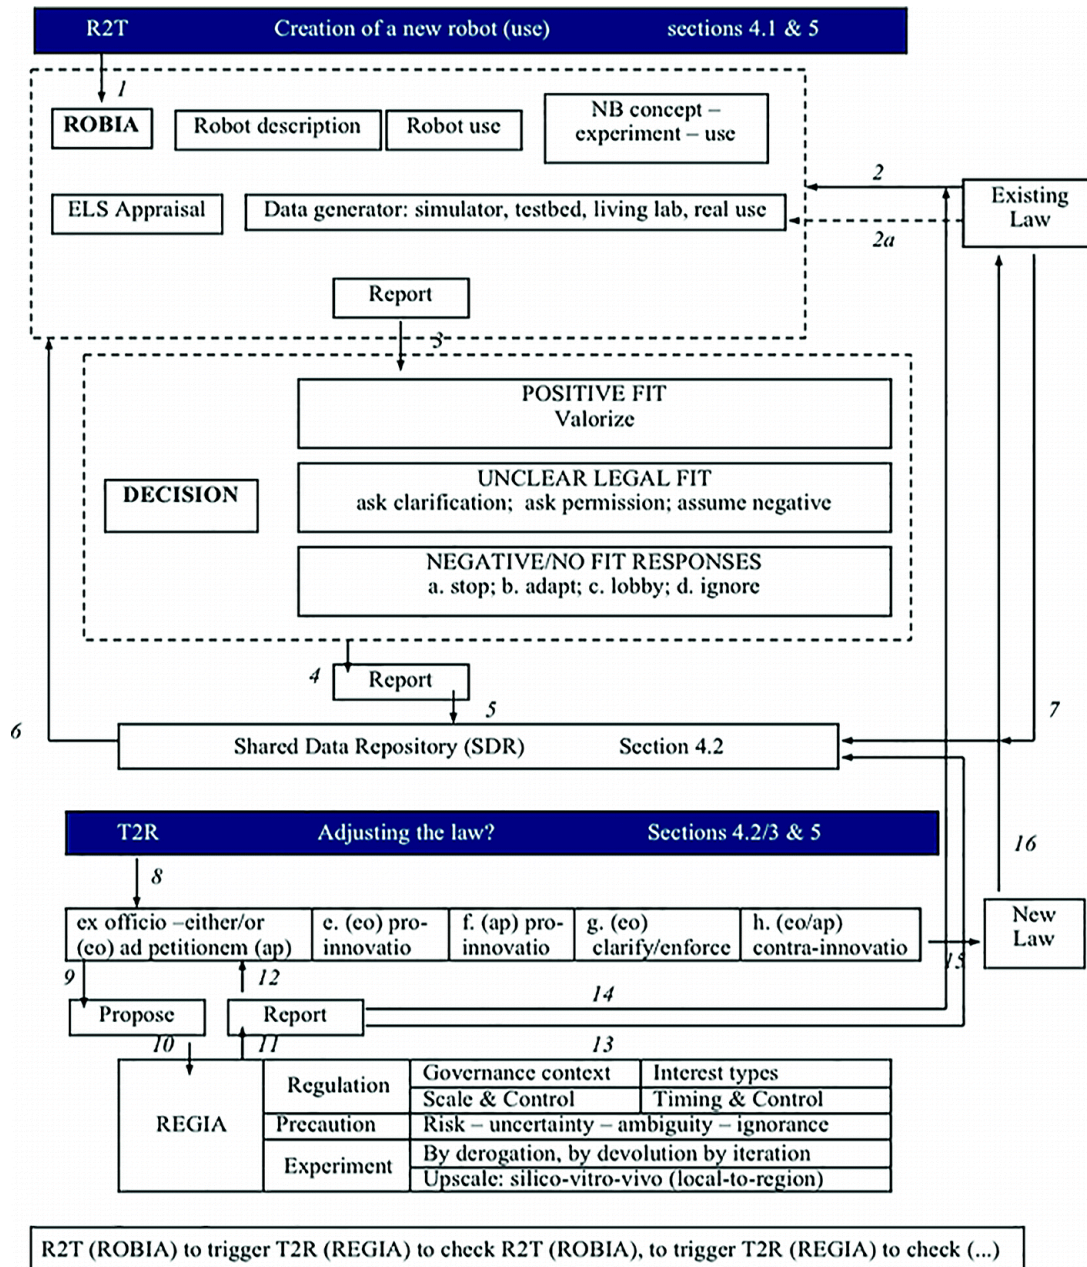 R2T Creation of a new robot (use) sections 4.1 & 5
1
ROBIA
Robot description
Robot use
NB concept –
experiment – use
2
Existing
Law
ELS Appraisal
Data generator: simulator, testbed, living lab, real use
2a
Report
3
POSITIVE FIT
Valorize
DECISION
UNCLEAR LEGAL FIT
ask clarification; ask permission; assume negative
NEGATIVE/NO FIT RESPONSES
a. stop; b. adapt; c. lobby; d. ignore
4
Report
5
6
7
Shared Data Repository (SDR) Section 4.2
T2R Adjusting the law? Sections 4.2/3 & 5
16
8
ex officio –either/or
(eo) ad petitionem (ap)
e. (eo) pro-
innovatio
f. (ap) pro-
innovatio
g. (eo)
clarify/enforce
h. (eo/ap)
contra-innovatio
New
Law
15
9
12
14
Propose
Report
10
11
13
REGIA
Regulation
Governance context
Interest types
Scale & Control
Timing & Control
Precaution
Risk – uncertainty – ambiguity – ignorance
Experiment
By derogation, by devolution by iteration
Upscale: silico-vitro-vivo (local-to-region)
R2T (ROBIA) to trigger T2R (REGIA) to check R2T (ROBIA), to trigger T2R (REGIA) to check (...)